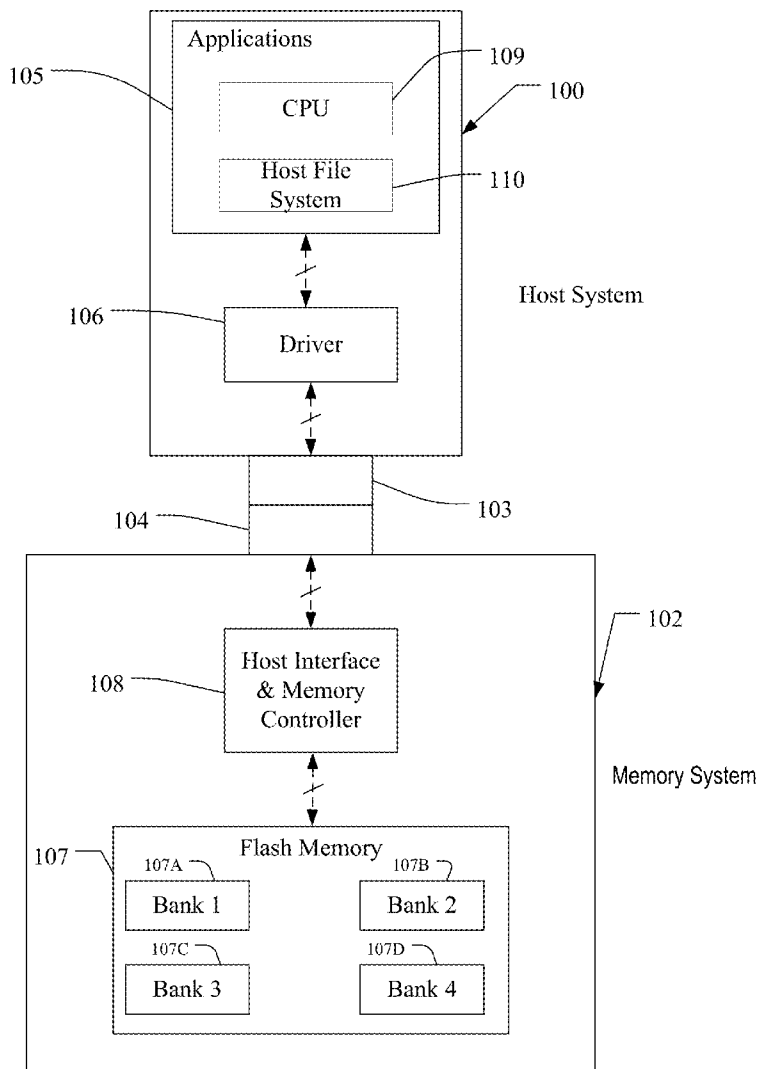 Applications
109
105
100
CPU
Host File
System
110
Host System
106
Driver
103
104
102
Host Interface
& Memory
Controller
108
Memory System
107
Flash Memory
107A
107B
Bank 1
Bank 2
107C
107D
Bank 3
Bank 4